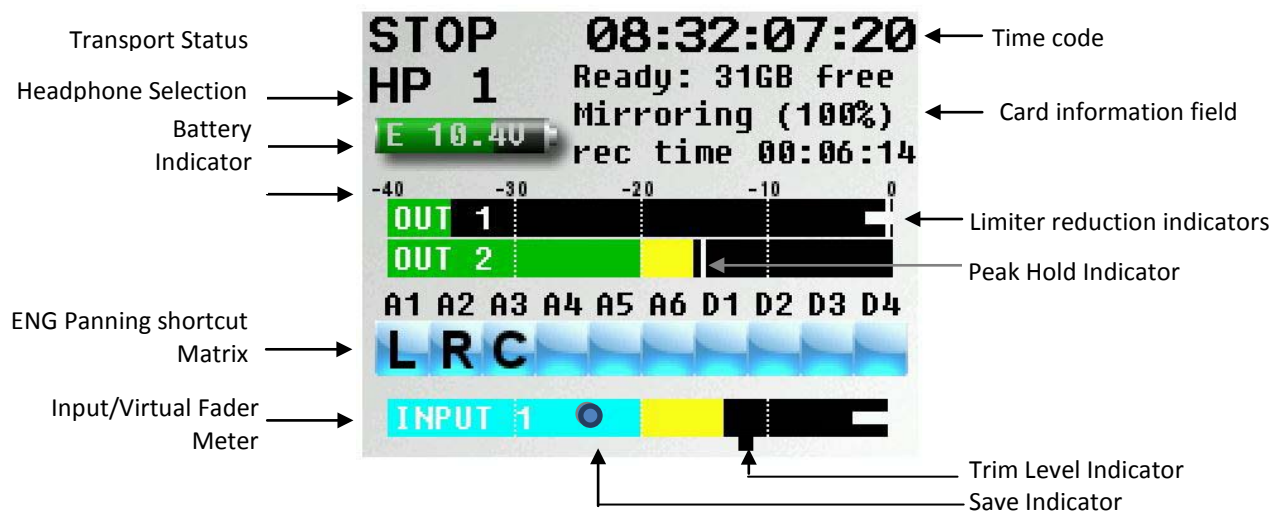 Transport Status
STOP 08:32:07:20
Time code
Headphone Selection
HP 1
Ready: 31GB free
Mirroring (100%)
rec time 00:06:14
Card information field
Battery
Indicator
E 10.4V
-40 -30 -20 -10 0
OUT 1
Limiter reduction indicators
OUT 2
Peak Hold Indicator
A1 A2 A3 A4 A5 A6 D1 D2 D3 D4
ENG Panning shortcut
Matrix
L R C
Input/Virtual Fader
Meter
INPUT 1
Trim Level Indicator
Save Indicator